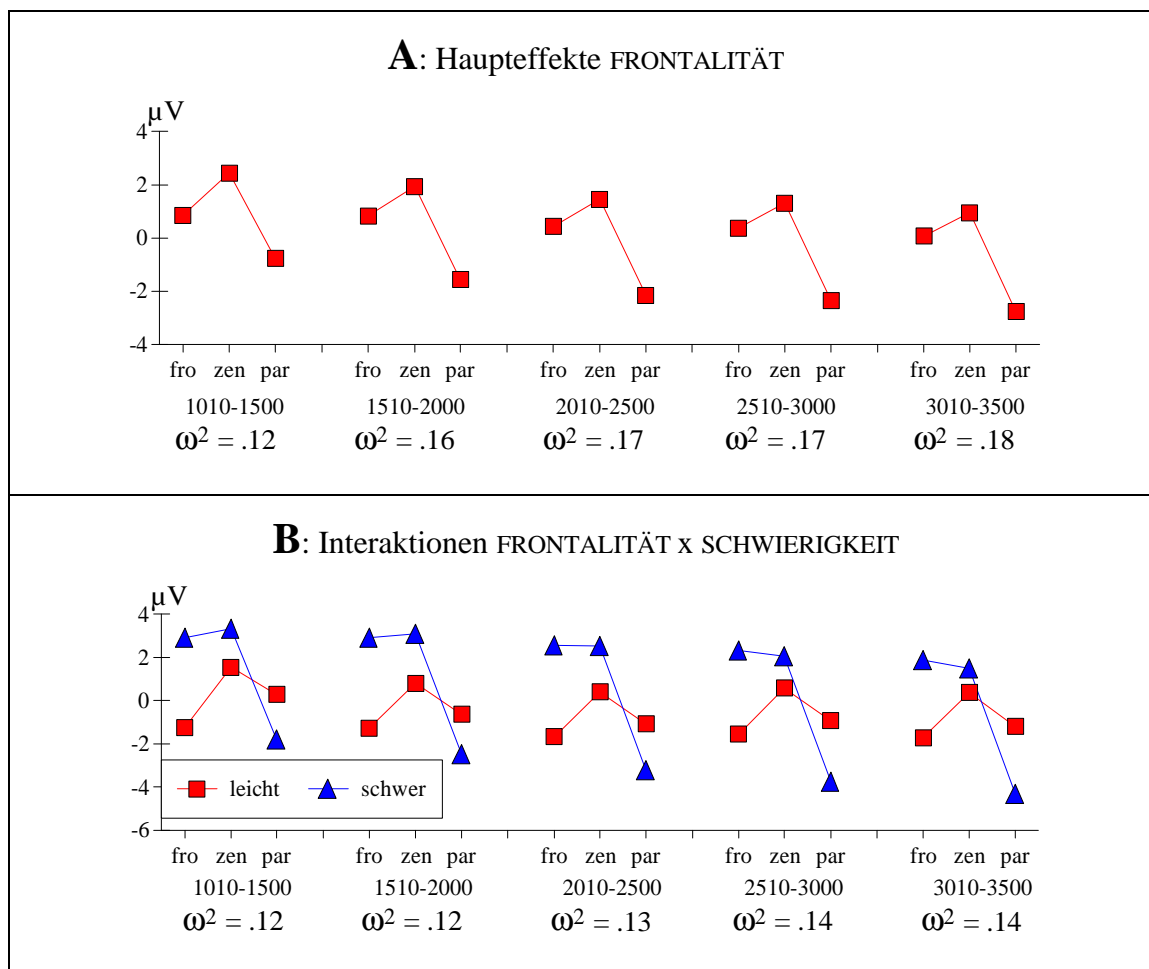 A: Haupteffekte FRONTALITÄT
µV
4
2
0
-2
-4
fro zen par fro zen par fro zen par fro zen par fro zen par
1010-1500 1510-2000 2010-2500 2510-3000 3010-3500
ω² = .12 ω² = .16 ω² = .17 ω² = .17 ω² = .18
B: Interaktionen FRONTALITÄT x SCHWIERIGKEIT
µV
4
2
0
-2
-4
-6
leicht schwer
fro zen par fro zen par fro zen par fro zen par fro zen par
1010-1500 1510-2000 2010-2500 2510-3000 3010-3500
ω² = .12 ω² = .12 ω² = .13 ω² = .14 ω² = .14